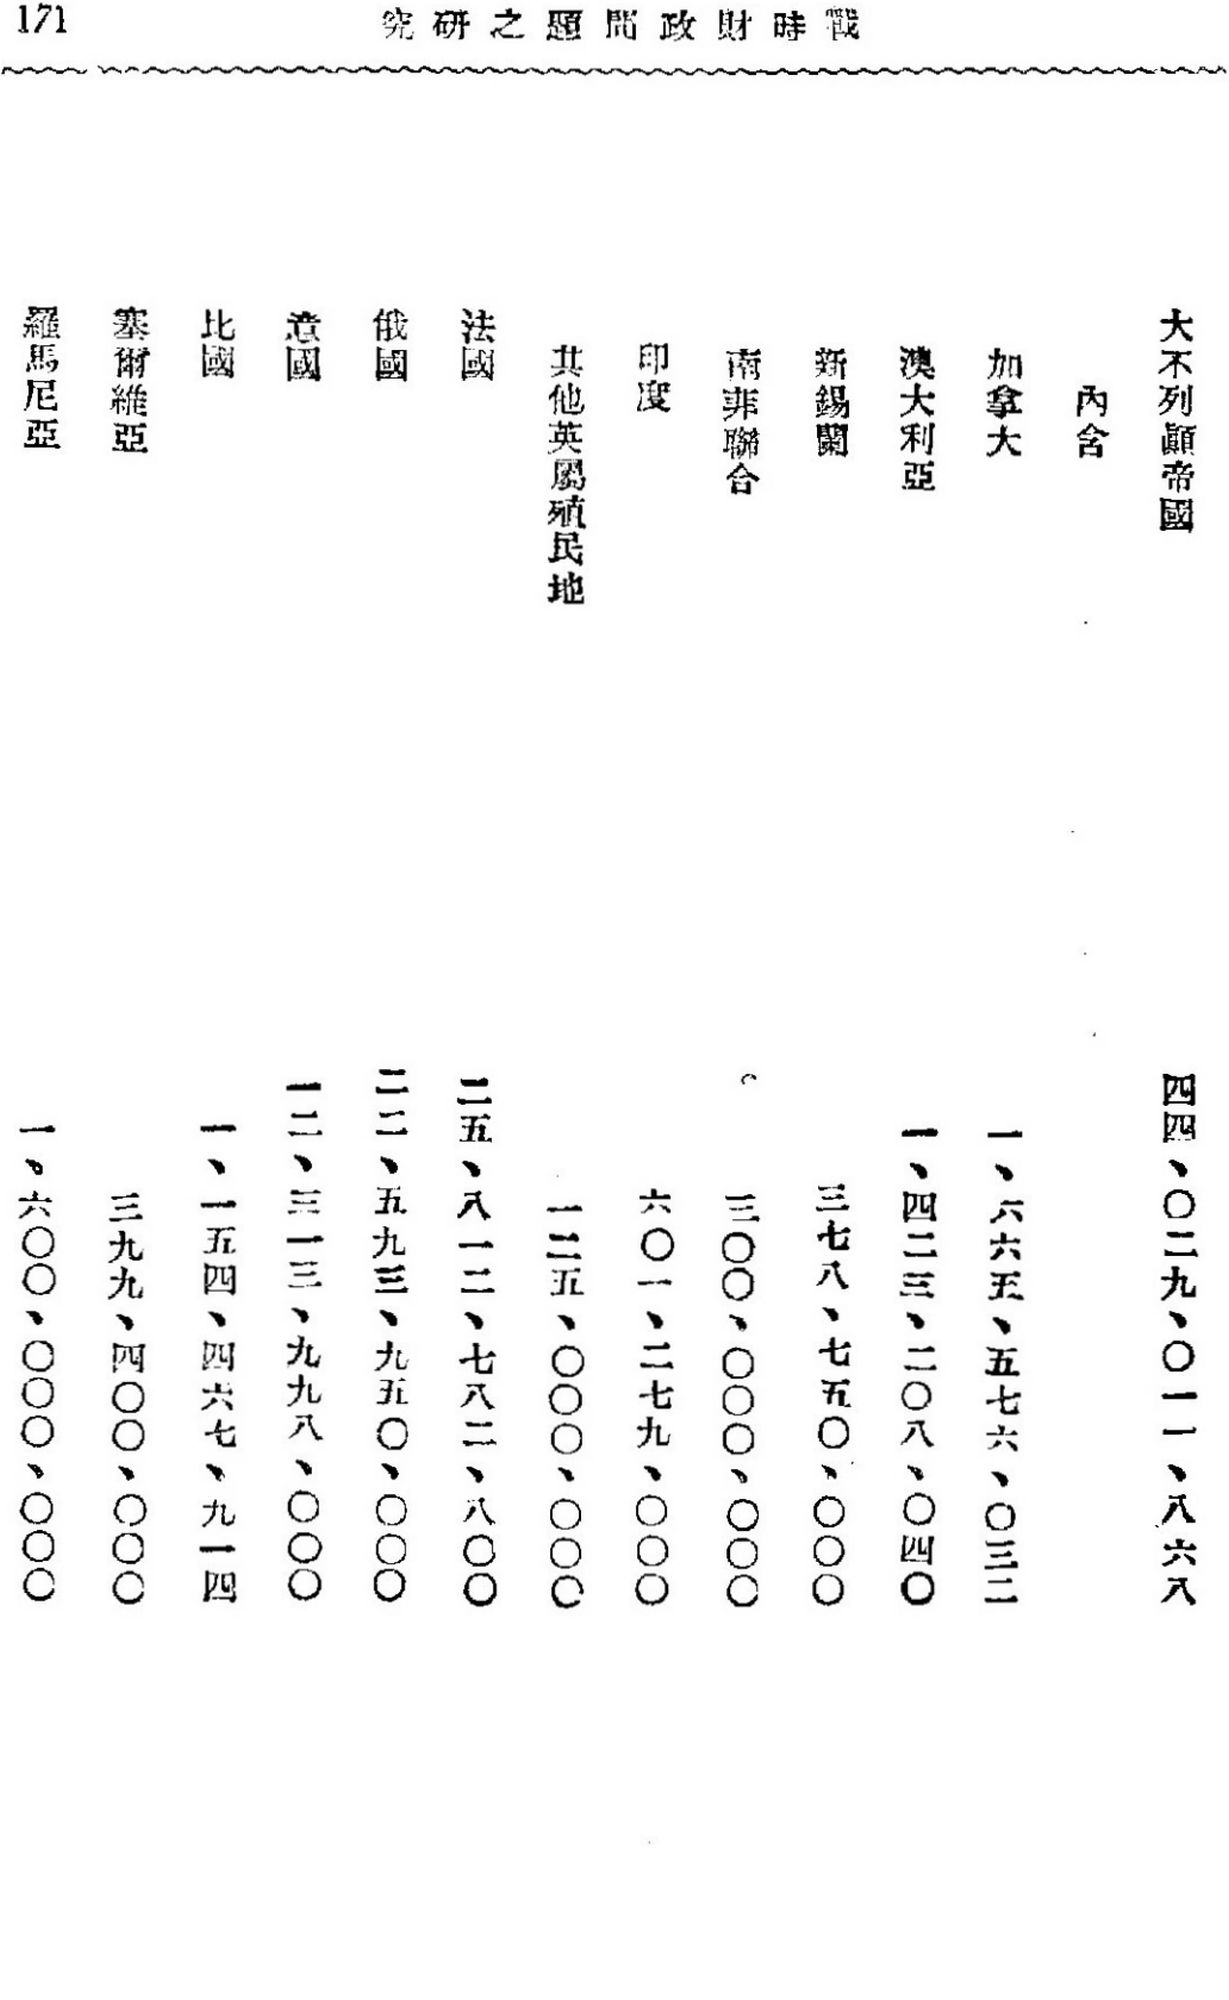 171
戰時財政問題之研究
大不列顚帝國 四四、〇二九、〇一一、八六八
內含
加拿大 一、六六五、五七六、〇三二
澳大利亞 一、四二三、二〇八、〇四〇
新錫蘭 三七八、七五〇、〇〇〇
南非聯合 三〇〇、〇〇〇、〇〇〇
印度 六〇一、二七九、〇〇〇
其他英屬殖民地 一二五、〇〇〇、〇〇〇
法國 二五、八一二、七八二、八〇〇
俄國 二二、五九三、九五〇、〇〇〇
意國 一二、三一三、九九八、〇〇〇
比國 一、一五四、四六七、九一四
塞爾維亞 三九九、四〇〇、〇〇〇
羅馬尼亞 一、六〇〇、〇〇〇、〇〇〇